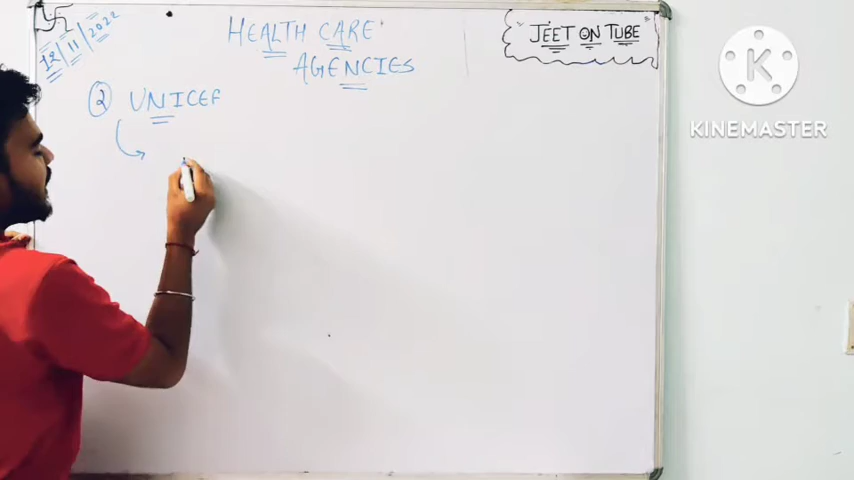 12/11/2022
HEALTH CARE
AGENCIES
" JEET ON TUBE "
② UNICEF
KINEMASTER